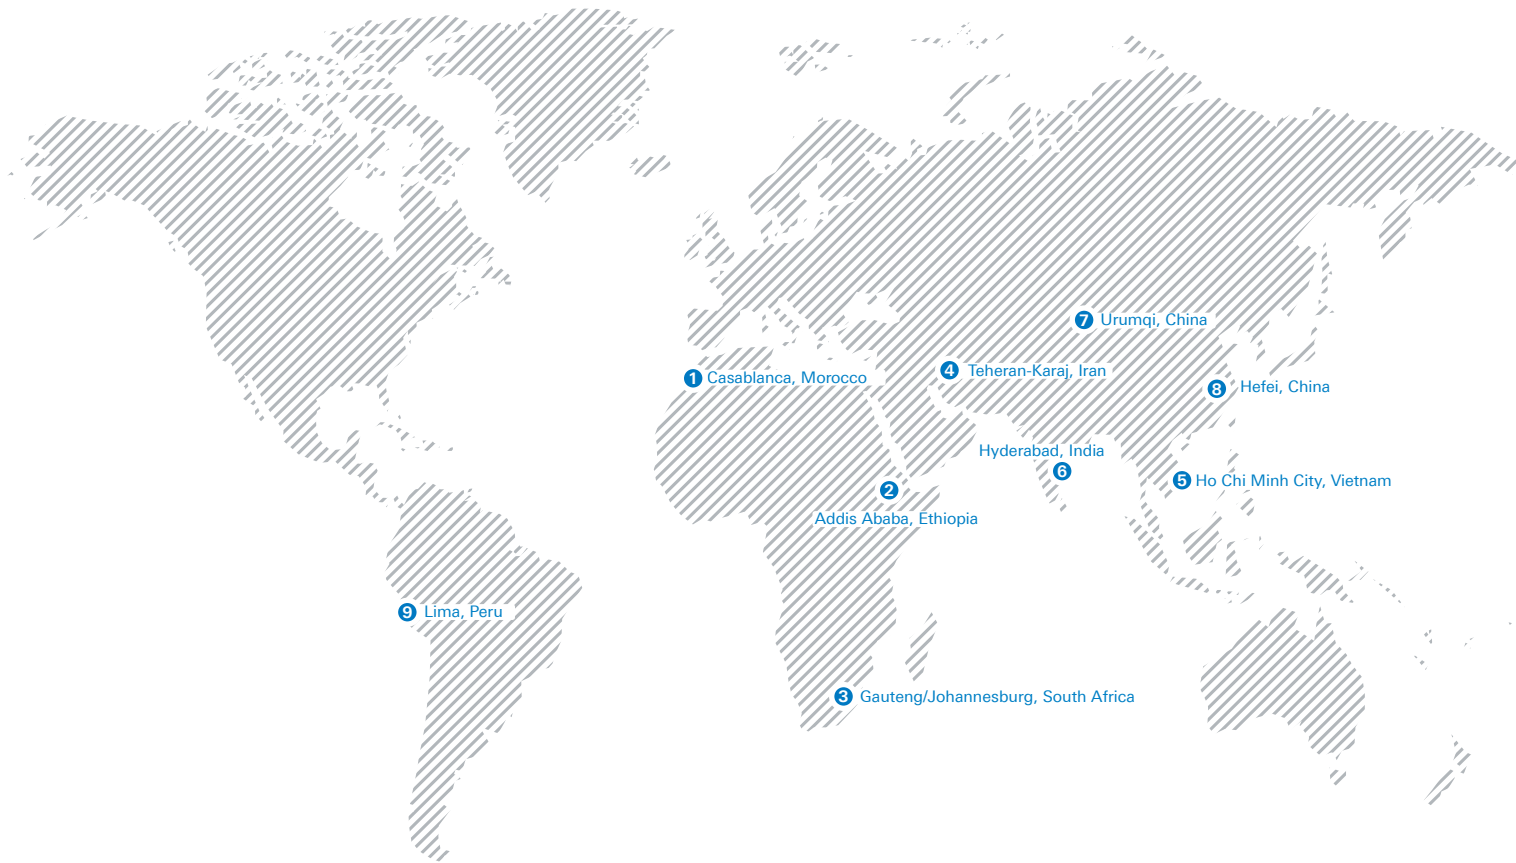 7 Urumqi, China
4 Teheran-Karaj, Iran
1 Casablanca, Morocco
8 Hefei, China
Hyderabad, India
6
5 Ho Chi Minh City, Vietnam
2
Addis Ababa, Ethiopia
9 Lima, Peru
3 Gauteng/Johannesburg, South Africa